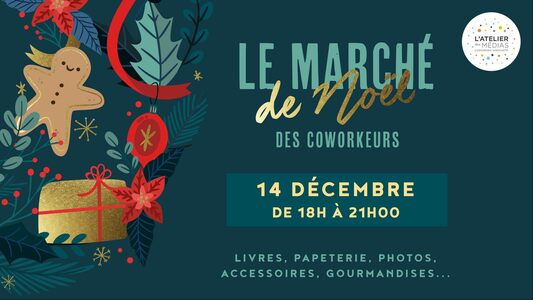 L'ATELIER
DES MÉDIAS
LE MARCHÉ
de Noël
DES COWORKEURS
14 DÉCEMBRE
DE 18H À 21H00
LIVRES, PAPETERIE, PHOTOS,
ACCESSOIRES, GOURMANDISES...